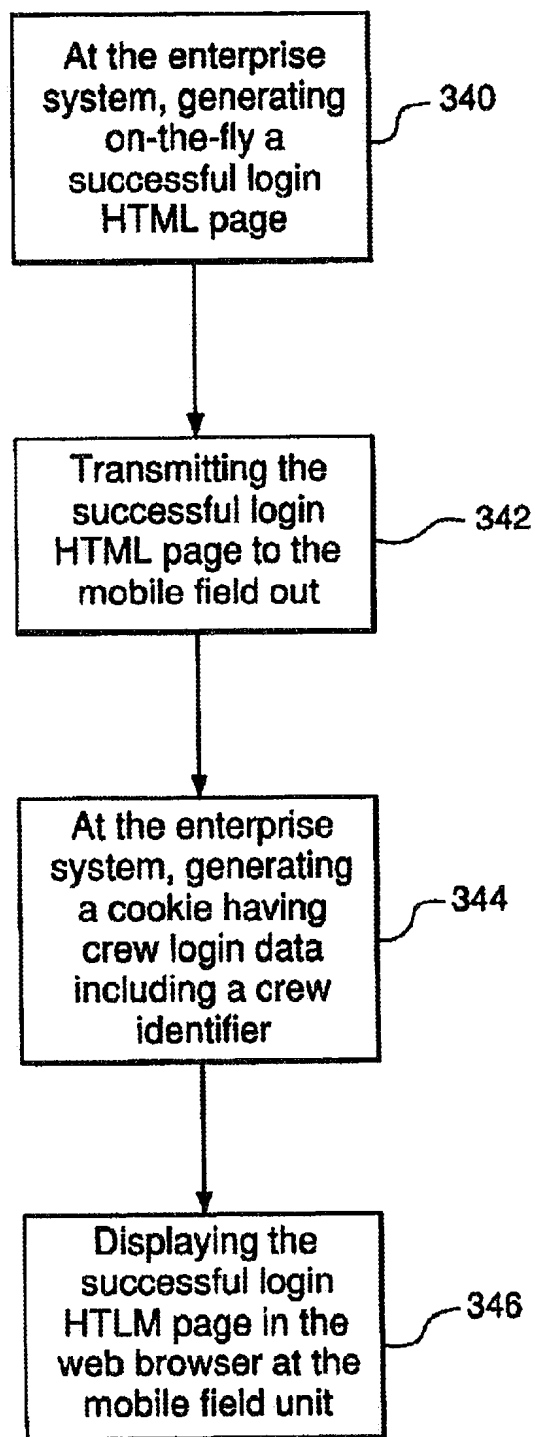 At the enterprise
system, generating
on-the-fly a
successful login
HTML page
340
Transmitting the
successful login
HTML page to the
mobile field out
342
At the enterprise
system, generating
a cookie having
crew login data
including a crew
identifier
344
Displaying the
successful login
HTLM page in the
web browser at the
mobile field unit
346